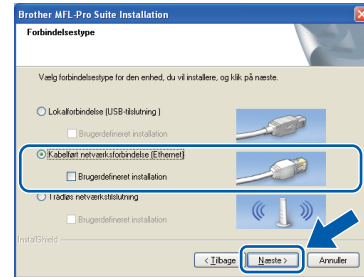 Brother MFL-Pro Suite Installation
Forbindelsestype
Vælg forbindelsestype for den enhed, du vil installere, og klik på næste.
Lokalforbindelse (USB-tilslutning )
Brugerdefineret installation
Kabelført netværksforbindelse (Ethernet)
Brugerdefineret installation
Trådløs netværkstilslutning
Brugerdefineret installation
InstallShield
< Tilbage Næste > Annuller